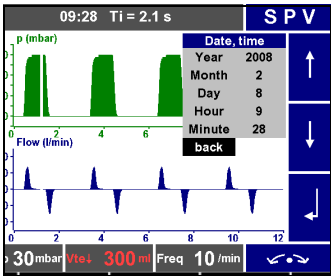 09:28 Ti = 2.1 s
S P V
p (mbar)
Date, time
Year 2008
Month 2
Day 8
Hour 9
Minute 28
back
0 2 4 6
Flow (l/min)
0 2 4 6 8 10 12
30 mbar
Vte↓ 300 ml
Freq 10 /min